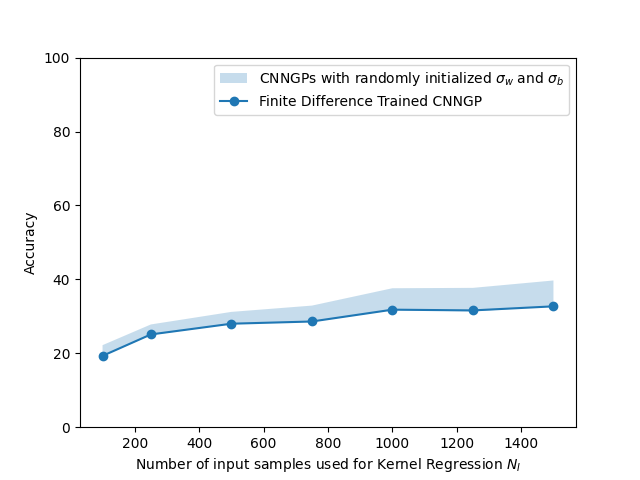 100
80
60
40
20
0
Accuracy
CNNGPs with randomly initialized σ_w and σ_b
Finite Difference Trained CNNGP
200 400 600 800 1000 1200 1400
Number of input samples used for Kernel Regression N_I